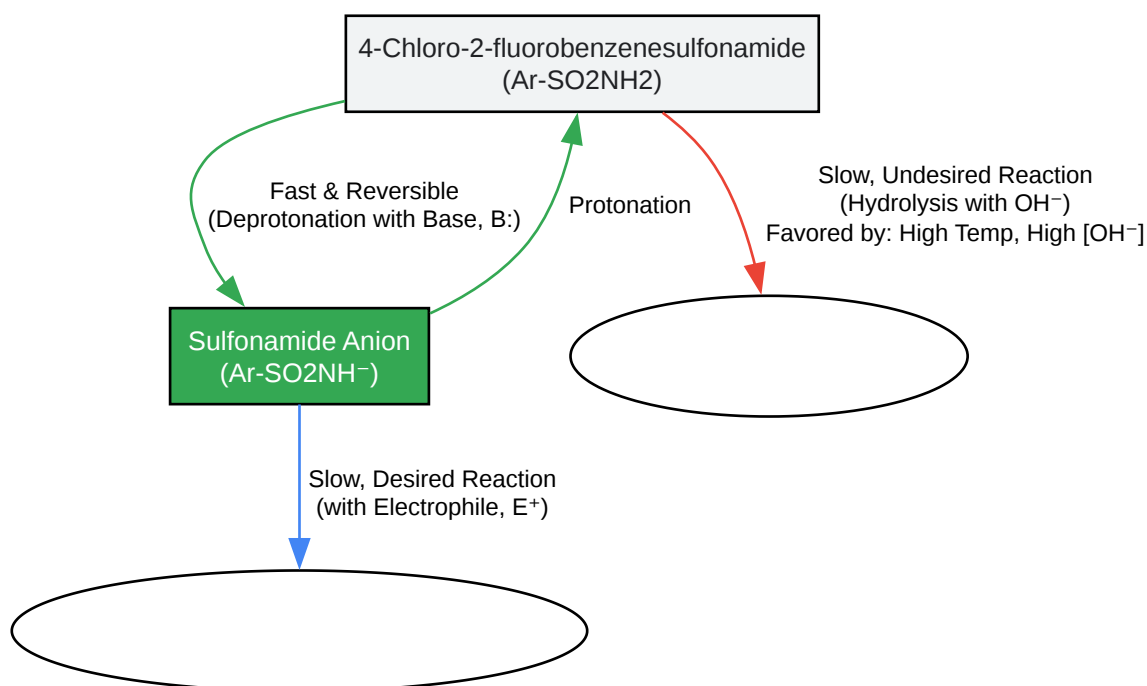 4-Chloro-2-fluorobenzenesulfonamide
(Ar-SO2NH2)
Fast & Reversible
(Deprotonation with Base, B:)
Protonation
Slow, Undesired Reaction
(Hydrolysis with OH⁻)
Favored by: High Temp, High [OH⁻]
Sulfonamide Anion
(Ar-SO2NH⁻)
Slow, Desired Reaction
(with Electrophile, E⁺)